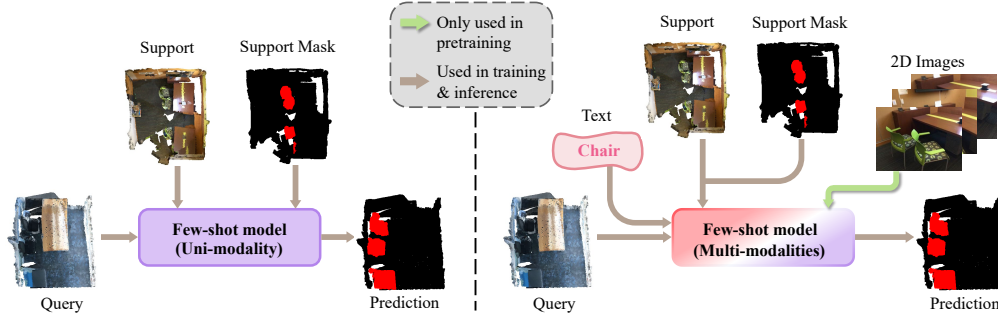 Support
Support Mask
Few-shot model
(Uni-modality)
Query
Prediction
Only used in
pretraining
Used in training
& inference
Support
Support Mask
2D Images
Text
Chair
Few-shot model
(Multi-modalities)
Query
Prediction